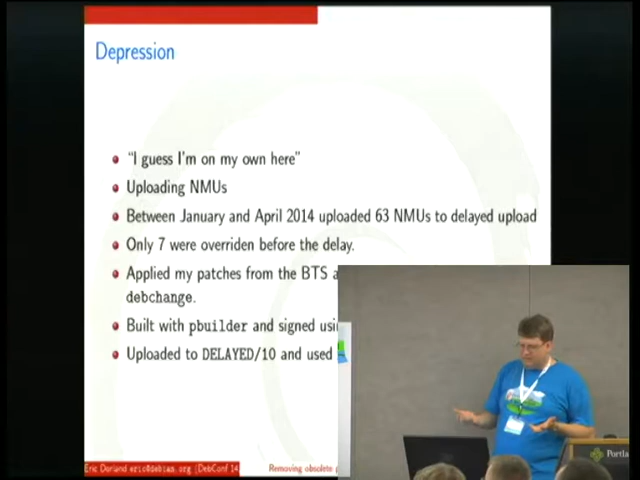 Depression
"I guess I'm on my own here"
Uploading NMUs
Between January and April 2014 uploaded 63 NMUs to delayed upload
Only 7 were overriden before the delay.
Applied my patches from the BTS a
debchange.
Built with pbuilder and signed usi
Uploaded to DELAYED/10 and used
Eric Dorland eric@debian.org (DebConf 14
Removing obsolete p
Portla